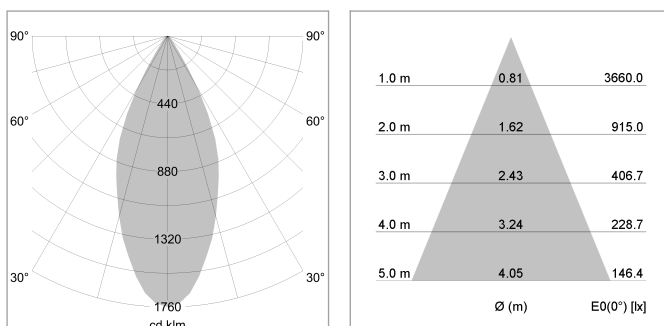 90° 90°
440
60° 60°
880
1320
30° 30°
1760
cd klm
1.0 m 0.81 3660.0
2.0 m 1.62 915.0
3.0 m 2.43 406.7
4.0 m 3.24 228.7
5.0 m 4.05 146.4
Ø (m) E0(0°) [lx]